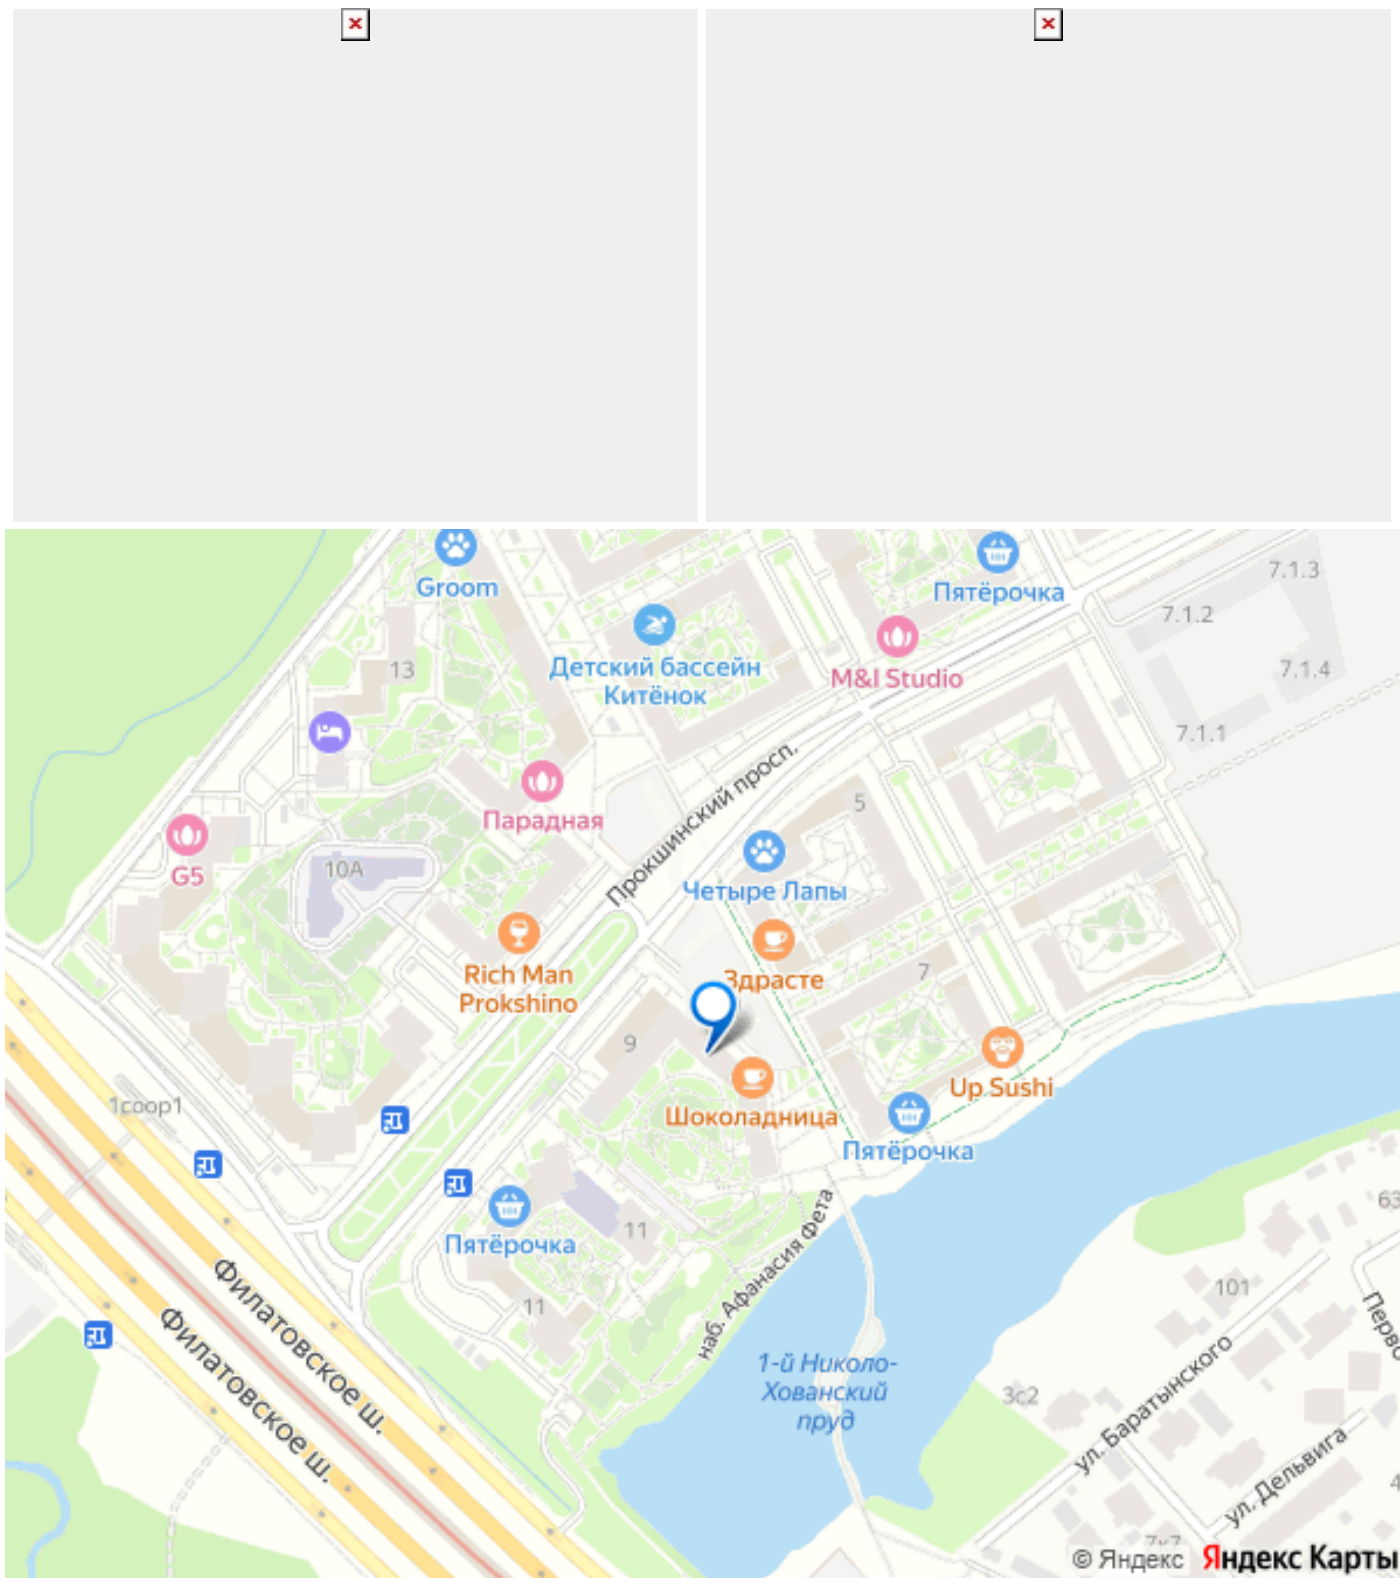 Groom
Пятёрочка
7.1.3
7.1.2
Детский бассейн
Китёнок
13
M&I Studio
7.1.4
7.1.1
Прокшинский просп.
Парадная
5
G5
10А
Четыре Лапы
Rich Man
Prokshino
Здрасте
7
9
Up Sushi
1соор1
Шоколадница
Пятёрочка
Пятёрочка
11
наб. Афанасия Фета
63
11
101
Филатовское ш.
Филатовское ш.
1-й Николо-
Хованский
пруд
3с2
ул. Баратынского
ул. Дельвига
4
7к7
© Яндекс
Яндекс Карты